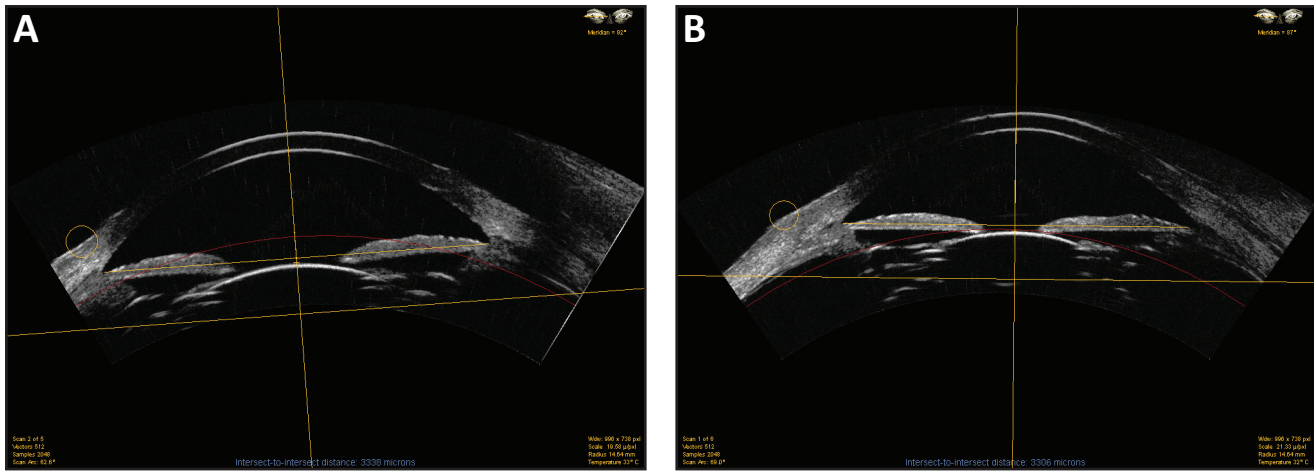 A
Meridian = 92°
Scan 2 of 5
Vectors 512
Samples 2048
Scan Arc: 62.6°
Intersect-to-intersect distance: 3338 microns
Wide: 996 x 738 pxl
Scale 19.58 µ/pxl
Radius 14.64 mm
Temperature 33° C
B
Meridian = 87°
Scan 1 of 6
Vectors 512
Samples 2048
Scan Arc: 69.0°
Intersect-to-intersect distance: 3306 microns
Wide: 996 x 738 pxl
Scale 21.33 µ/pxl
Radius 14.64 mm
Temperature 32° C